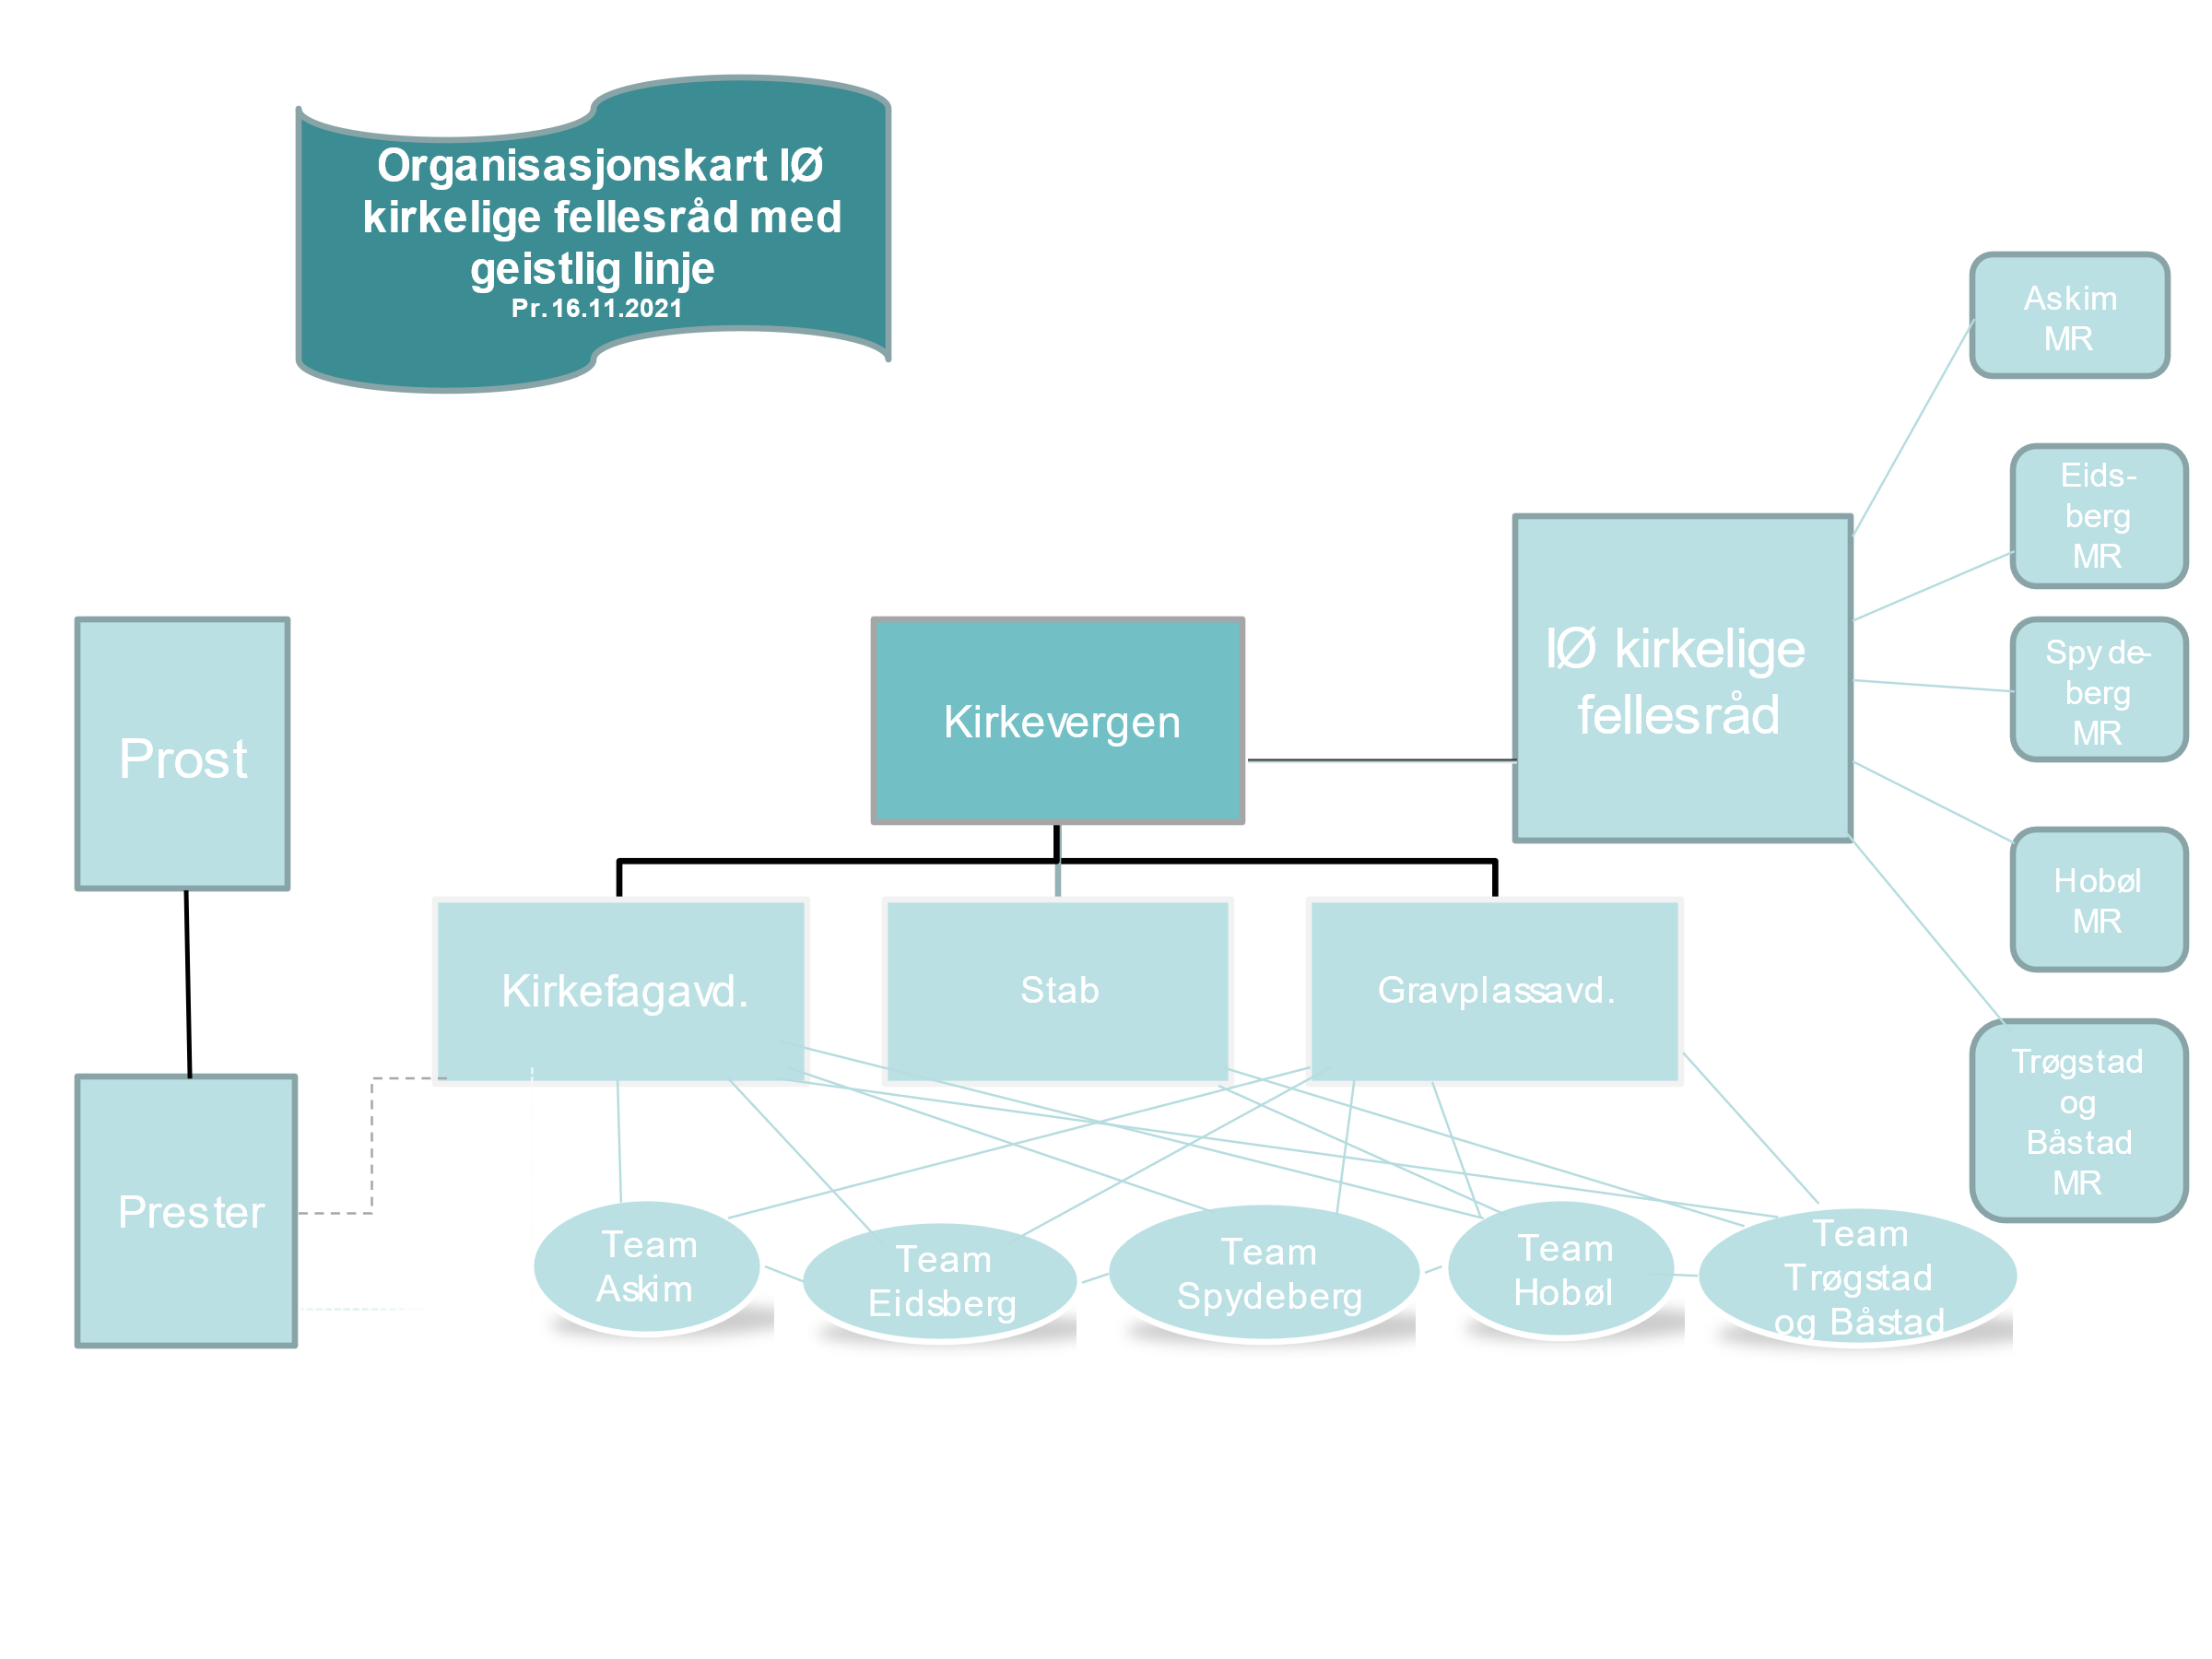 Organisasjonskart IØ
kirkelige fellesråd med
geistlig linje
Pr. 16.11.2021
Askim
MR
Eids-
berg
MR
Spyde-
berg
MR
Hobøl
MR
Trøgstad
og
Båstad
MR
IØ kirkelige
fellesråd
Kirkevergen
Prost
Kirkefagavd.
Stab
Gravplassavd.
Prester
Team
Askim
Team
Eidsberg
Team
Spydeberg
Team
Hobøl
Team
Trøgstad
og Båstad